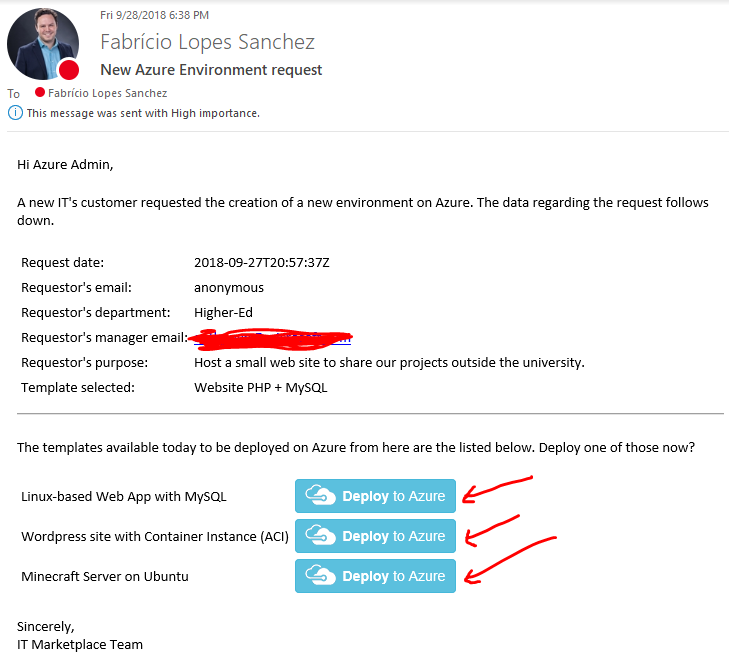 Fri 9/28/2018 6:38 PM
Fabrício Lopes Sanchez
New Azure Environment request
To Fabrício Lopes Sanchez
This message was sent with High importance.
Hi Azure Admin,
A new IT's customer requested the creation of a new environment on Azure. The data regarding the request follows
down.
Request date: 2018-09-27T20:57:37Z
Requestor's email: anonymous
Requestor's department: Higher-Ed
Requestor's manager email:
Requestor's purpose: Host a small web site to share our projects outside the university.
Template selected: Website PHP + MySQL
The templates available today to be deployed on Azure from here are the listed below. Deploy one of those now?
Linux-based Web App with MySQL Deploy to Azure
Wordpress site with Container Instance (ACI) Deploy to Azure
Minecraft Server on Ubuntu Deploy to Azure
Sincerely,
IT Marketplace Team